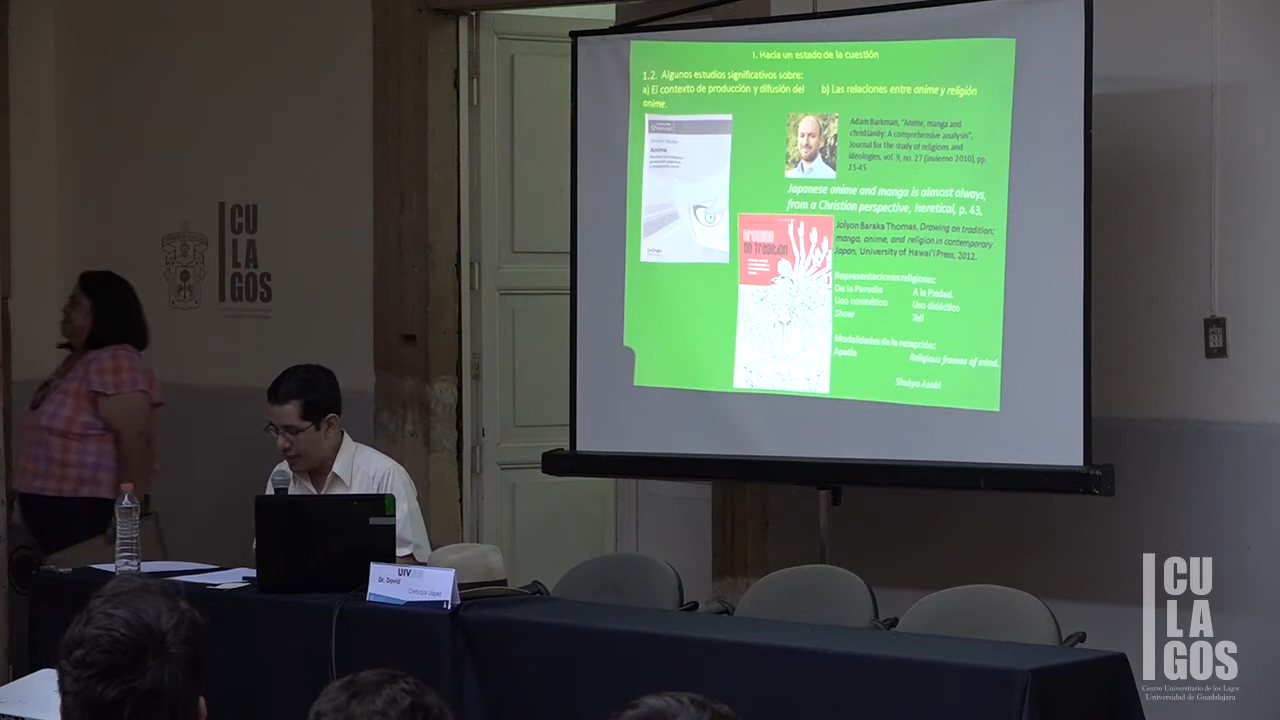 1. Hacia un estado de la cuestión
1.2. Algunos estudios significativos sobre:
a) El contexto de producción y difusión del
anime.
b) Las relaciones entre anime y religión
Anime
Adam Barkman, "Anime, manga and
christianity: A comprehensive analysis",
Journal for the study of religions and
ideologies, vol. 9, no. 27 (invierno 2010), pp.
25-45
Japanese anime and manga is almost always,
from a Christian perspective, heretical, p. 43.
Drawing
on Tradition
Jolyon Baraka Thomas, Drawing on tradition:
manga, anime, and religion in contemporary
Japan, University of Hawai'i Press, 2012.
Representaciones religiosas:
De la Parodia
A la Piedad.
Uso cosmético
Uso didáctico
Show
Tell
Modalidades de la recepción:
Apatía
Religious frames of mind.
Shukyo Asobi
CU
LA
GOS
UIV
Dr. David
López
CU
LA
GOS
Centro Universitario de los Lagos
Universidad de Guadalajara